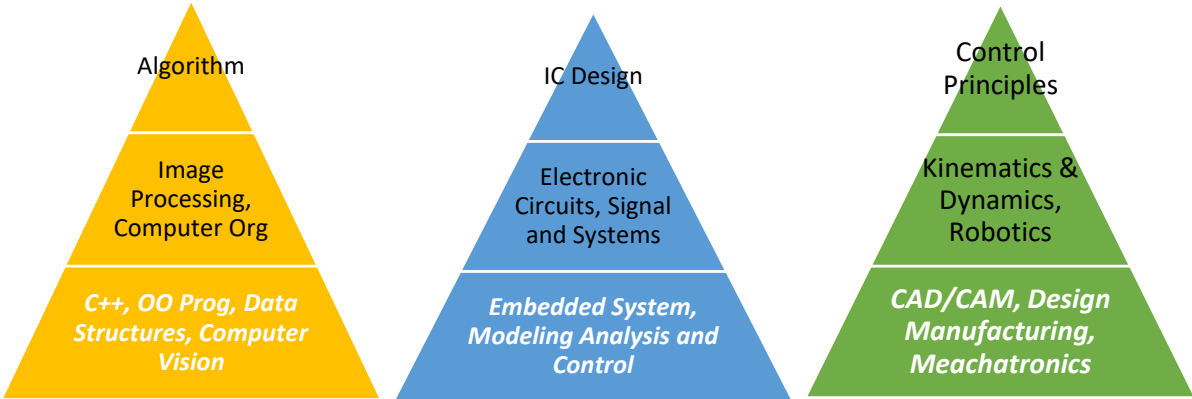 Algorithm
Image
Processing,
Computer Org
C++, OO Prog, Data
Structures, Computer
Vision
IC Design
Electronic
Circuits, Signal
and Systems
Embedded System,
Modeling Analysis and
Control
Control
Principles
Kinematics &
Dynamics,
Robotics
CAD/CAM, Design
Manufacturing,
Meachatronics